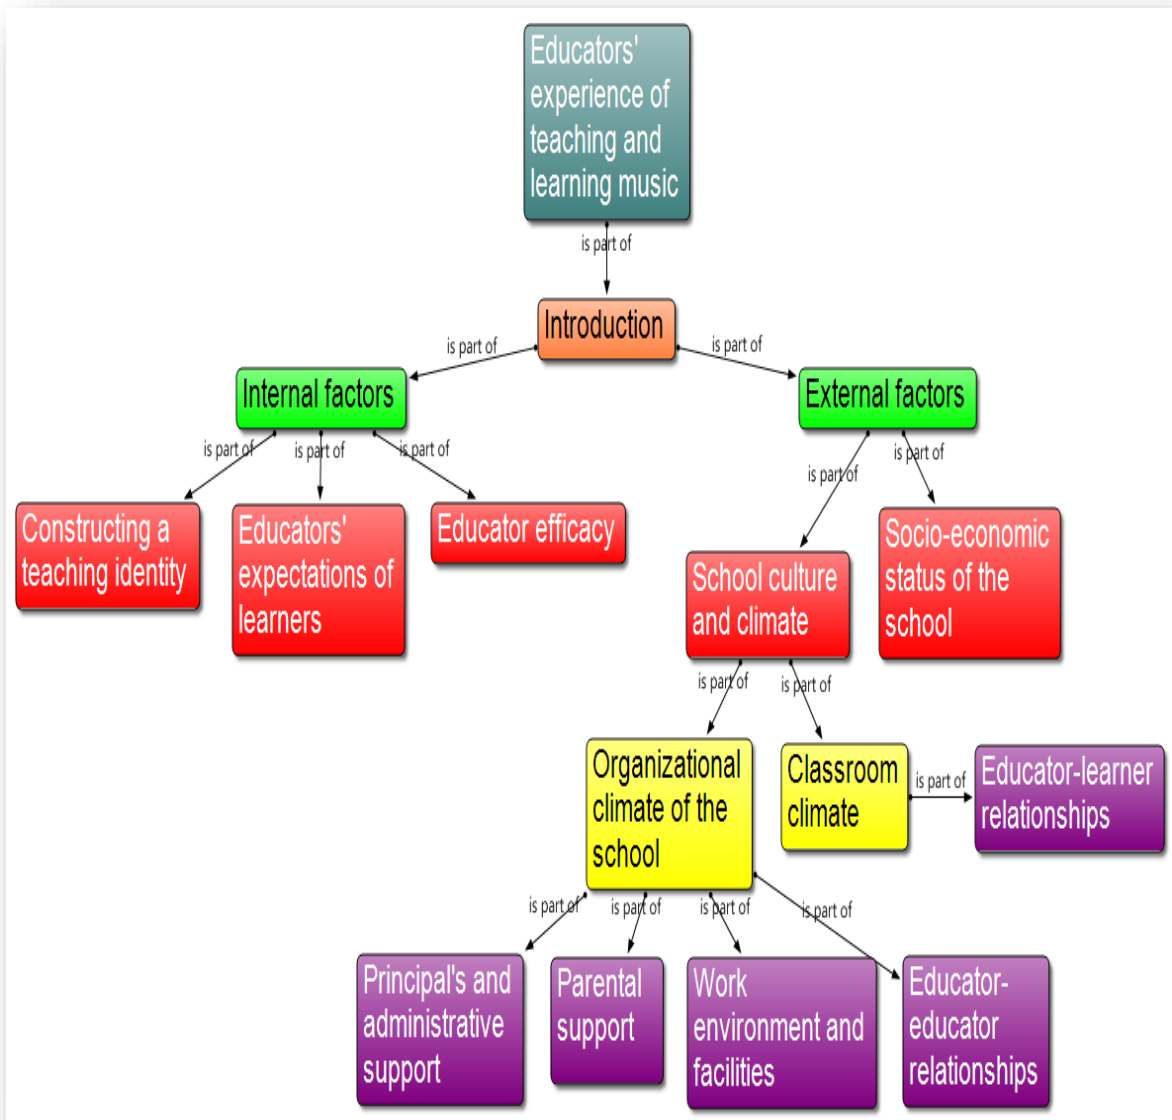 Educators'
experience of
teaching and
learning music
is part of
Introduction
is part of
is part of
Internal factors
External factors
is part of
is part of
is part of
is part of
is part of
Constructing a
teaching identity
Educators'
expectations of
learners
Educator efficacy
School culture
and climate
Socio-economic
status of the
school
is part of
is part of
Organizational
climate of the
school
Classroom
climate
is part of
Educator-learner
relationships
is part of
is part of
is part of
is part of
Principal's and
administrative
support
Parental
support
Work
environment and
facilities
Educator-
educator
relationships